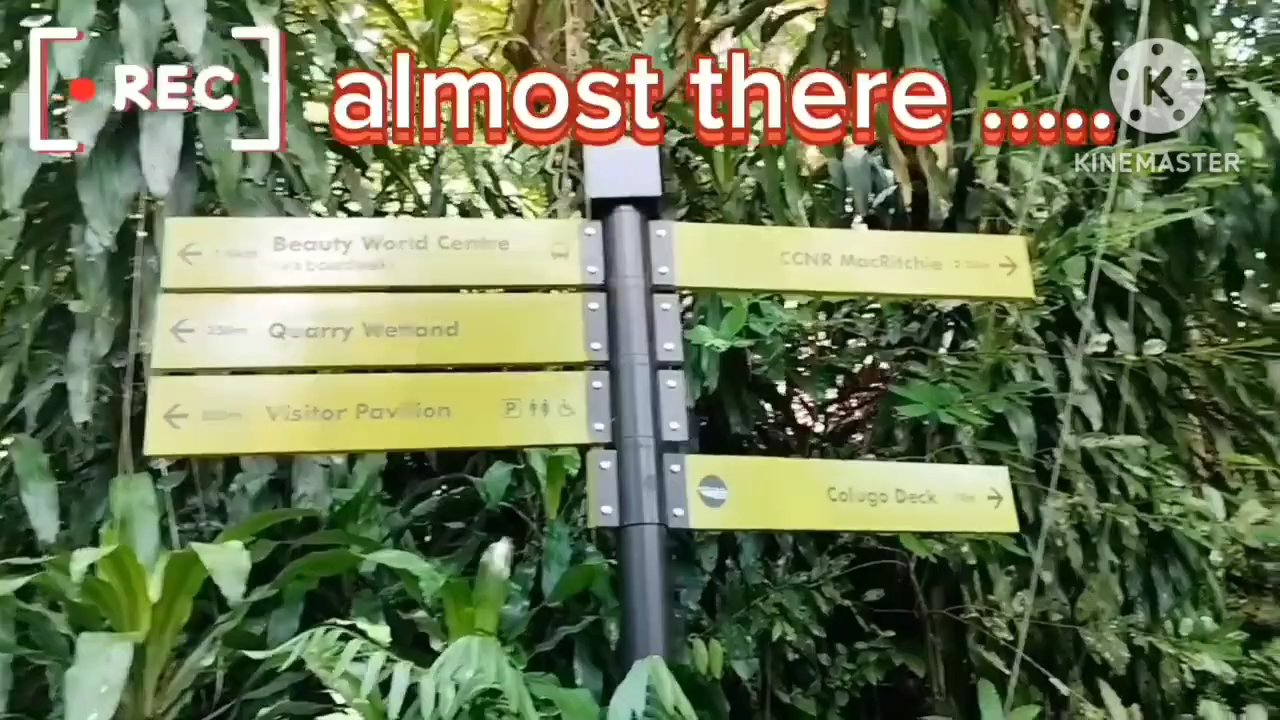 REC
almost there .....
KINEMASTER
Beauty World Centre
CCNR MacRitchie
Quarry Wetland
Visitor Pavilion
P
Colugo Deck